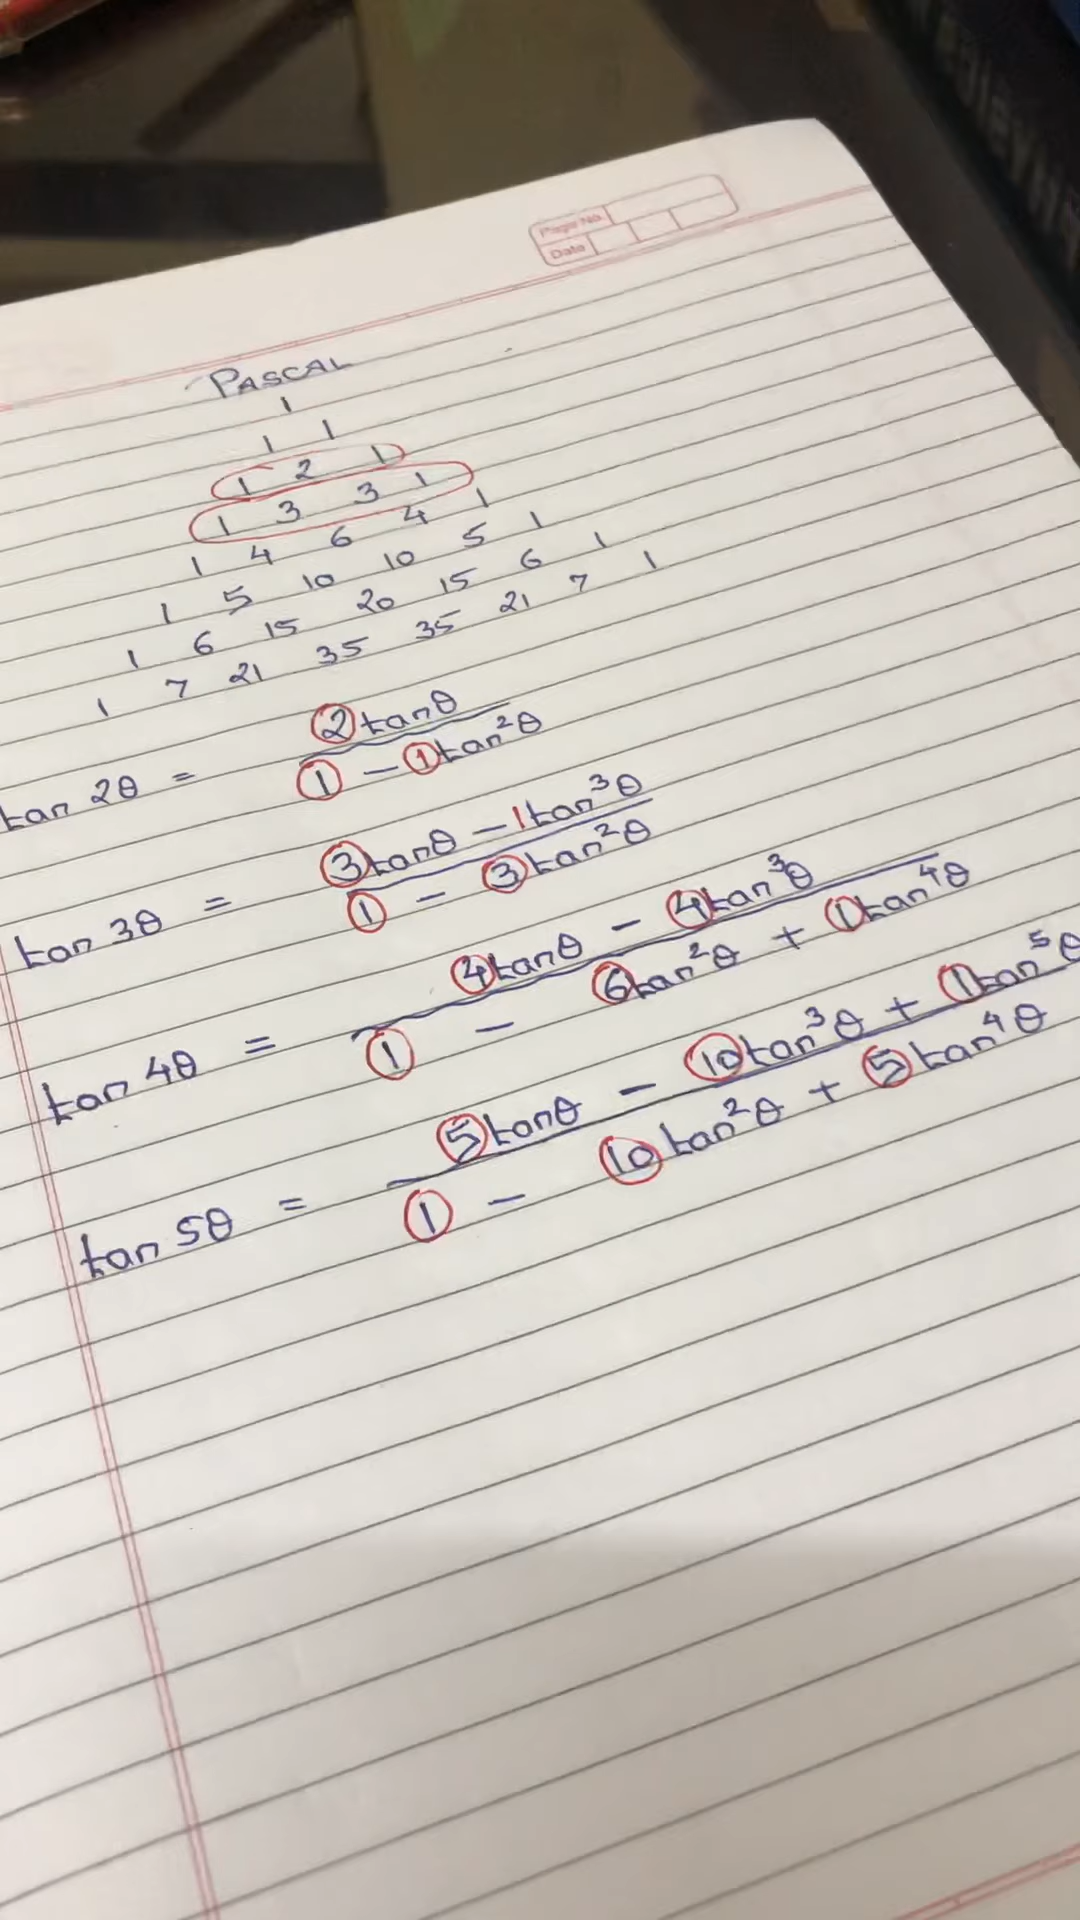 Page No.
Date
PASCAL
1
1 1
1 2 1
1 3 3 1
1 4 6 4 1
1 5 10 10 5 1
1 6 15 20 15 6 1
1 7 21 35 35 21 7 1
tan 2θ = 2tanθ / 1 - 1tan²θ
tan 3θ = 3tanθ - 1tan³θ / 1 - 3tan²θ
tan 4θ = 4tanθ - 4tan³θ / 1 - 6tan²θ + 1tan⁴θ
tan 5θ = 5tanθ - 10tan³θ + 1tan⁵θ / 1 - 10tan²θ + 5tan⁴θ